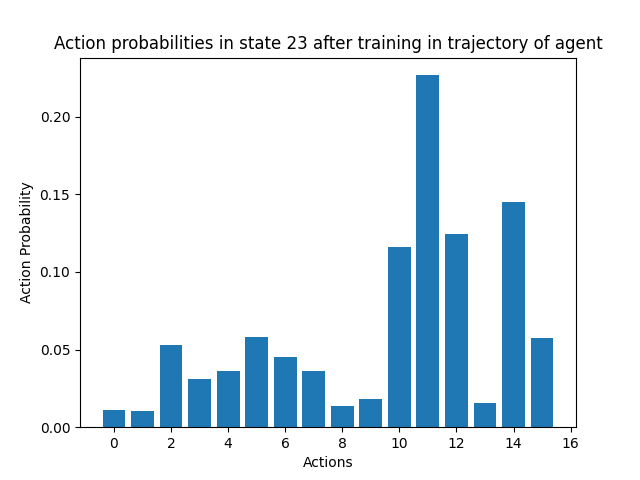 Action probabilities in state 23 after training in trajectory of agent
0.20
0.15
0.10
0.05
0.00
Action Probability
0 2 4 6 8 10 12 14 16
Actions